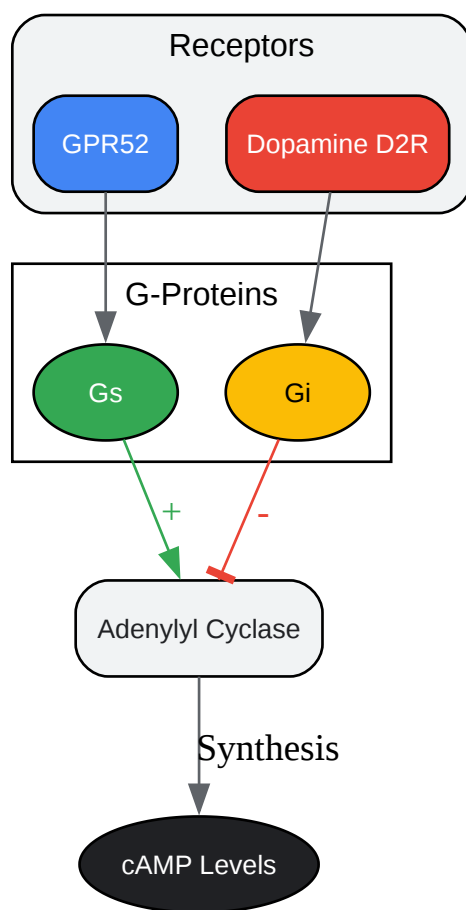 Receptors
GPR52
Dopamine D2R
G-Proteins
Gs
Gi
+
-
Adenylyl Cyclase
Synthesis
cAMP Levels